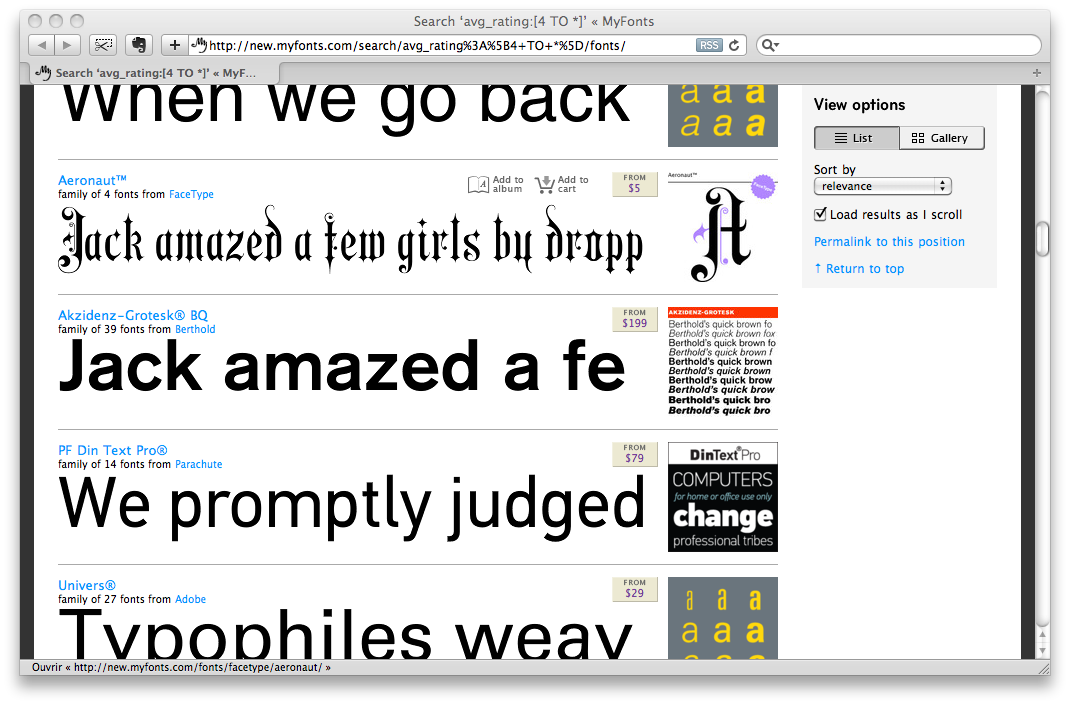 Search ‘avg_rating:[4 TO *]’ « MyFonts
http://new.myfonts.com/search/avg_rating%3A%5B4+TO+*%5D/fonts/
RSS
Search ‘avg_rating:[4 TO *]’ « MyF...
When we go back
a a a
a a a
Aeronaut™
family of 4 fonts from FaceType
Add to album
Add to cart
FROM
$5
Jack amazed a few girls by dropp
Aeronaut™
FaceType
A
Akzidenz-Grotesk® BQ
family of 39 fonts from Berthold
FROM
$199
Jack amazed a fe
AKZIDENZ-GROTESK
Berthold's quick brown fo
Berthold's quick brown fox
Berthold's quick brown fo
Berthold's quick brown f
Berthold's quick brown
Berthold's quick brown
Berthold's quick brow
Berthold's quick brow
Berthold's quick bro
Berthold's quick bro
PF Din Text Pro®
family of 14 fonts from Parachute
FROM
$79
We promptly judged
DinText®Pro
COMPUTERS
for home or office use only
change
professional tribes
Univers®
family of 27 fonts from Adobe
FROM
$29
Typophiles weav
a a a
a a a
a a a
View options
List
Gallery
Sort by
relevance
Load results as I scroll
Permalink to this position
↑ Return to top
Ouvrir « http://new.myfonts.com/fonts/facetype/aeronaut/ »